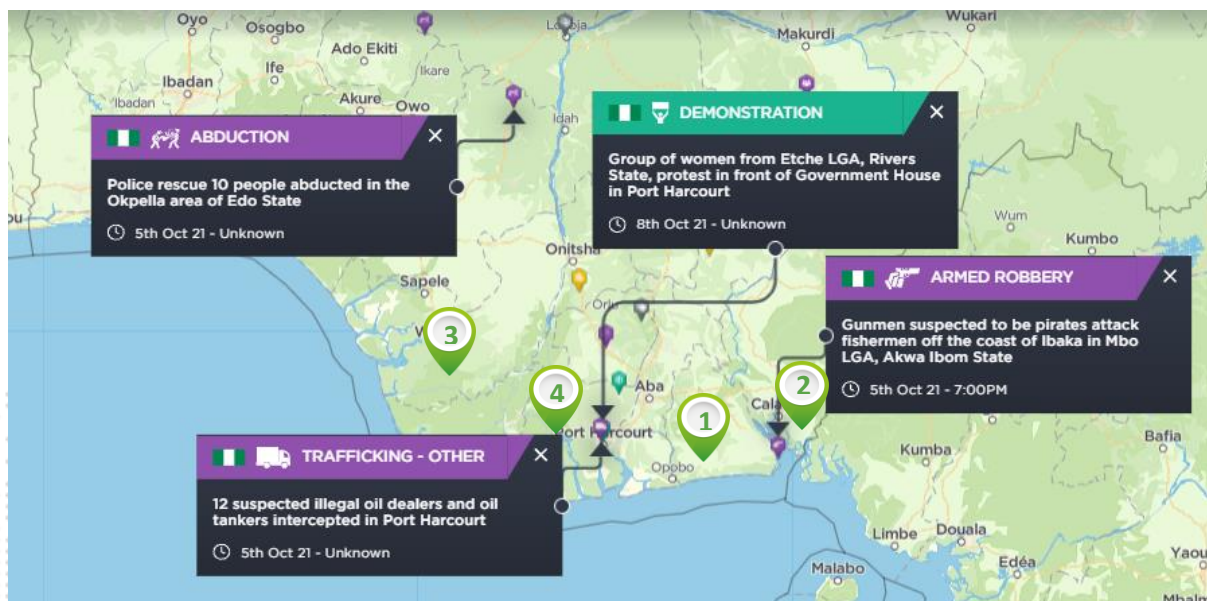 Oyo
Osogbo
Lokoja
Wukari
Makurdi
Ado Ekiti
Ife
Ikare
Ibadan
Ibadan
Akure
Owo
Idah
ABDUCTION
Police rescue 10 people abducted in the
Okpella area of Edo State
5th Oct 21 - Unknown
DEMONSTRATION
Group of women from Etche LGA, Rivers
State, protest in front of Government House
in Port Harcourt
8th Oct 21 - Unknown
Wum
Kumbo
Onitsha
Sapele
Orlu
ARMED ROBBERY
Gunmen suspected to be pirates attack
fishermen off the coast of Ibaka in Mbo
LGA, Akwa Ibom State
5th Oct 21 - 7:00PM
3
4
2
1
Aba
Port Harcourt
Opobo
TRAFFICKING - OTHER
12 suspected illegal oil dealers and oil
tankers intercepted in Port Harcourt
5th Oct 21 - Unknown
Bafia
Kumba
Limbe
Douala
Edéa
Malabo